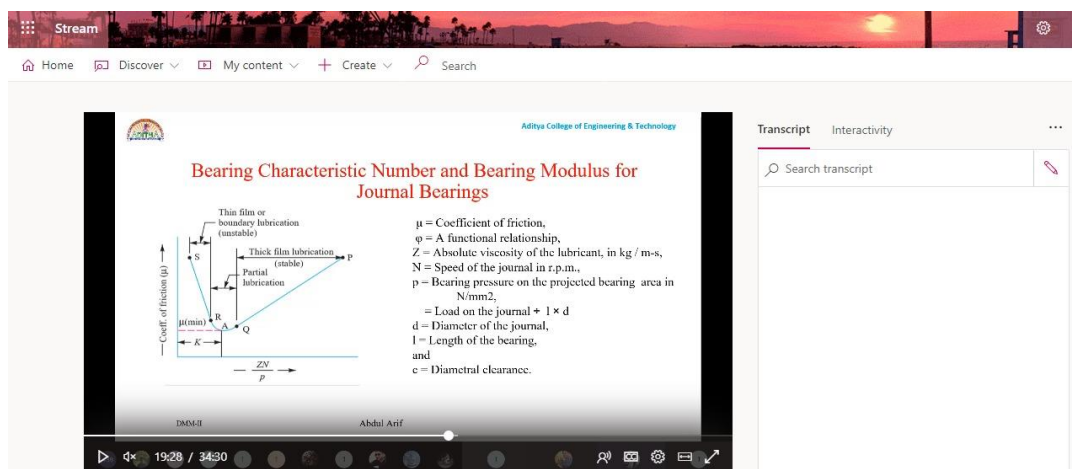 Stream
Home Discover My content Create Search
ADITYA
Aditya College of Engineering & Technology
Bearing Characteristic Number and Bearing Modulus for
Journal Bearings
Thin film or
boundary lubrication
(unstable)
Thick film lubrication
(stable)
Partial
lubrication
S
P
R
A
Q
μ(min)
K
Coeff. of friction (μ)
ZN
p
μ = Coefficient of friction,
φ = A functional relationship,
Z = Absolute viscosity of the lubricant, in kg / m-s,
N = Speed of the journal in r.p.m.,
p = Bearing pressure on the projected bearing area in
N/mm2,
= Load on the journal ÷ l × d
d = Diameter of the journal,
l = Length of the bearing,
and
c = Diametral clearance.
DMM-II Abdul Arif
19:28 / 34:30
Transcript Interactivity
Search transcript